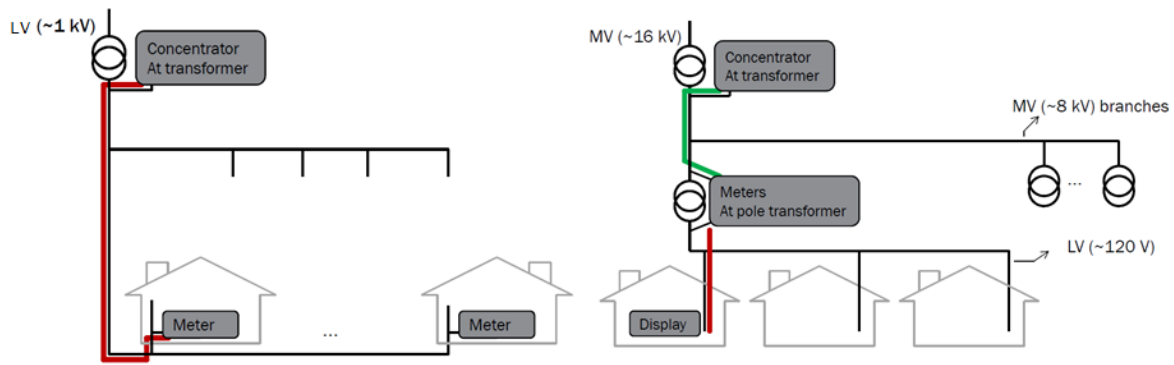 LV (~1 kV)
Concentrator
At transformer
Meter
...
Meter
MV (~16 kV)
Concentrator
At transformer
MV (~8 kV) branches
...
Meters
At pole transformer
LV (~120 V)
Display